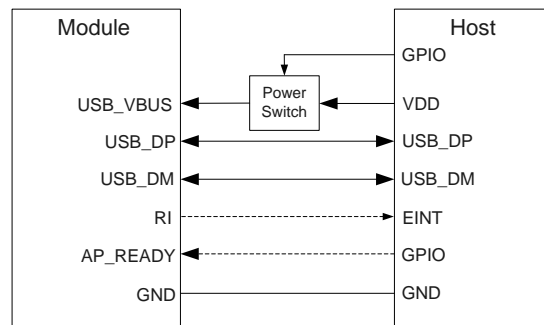 Module
Host
GPIO
Power
Switch
USB_VBUS
VDD
USB_DP
USB_DP
USB_DM
USB_DM
RI
EINT
AP_READY
GPIO
GND
GND